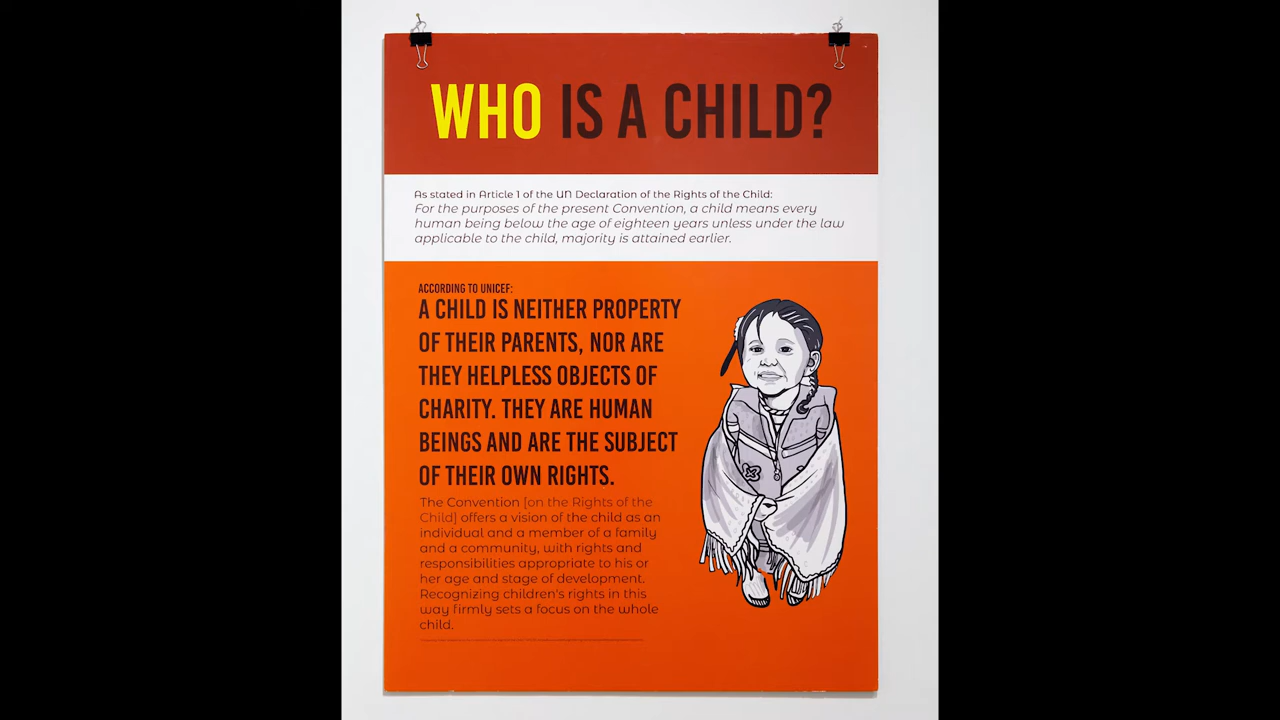 WHO IS A CHILD?
As stated in Article 1 of the UN Declaration of the Rights of the Child:
For the purposes of the present Convention, a child means every
human being below the age of eighteen years unless under the law
applicable to the child, majority is attained earlier.
ACCORDING TO UNICEF:
A CHILD IS NEITHER PROPERTY
OF THEIR PARENTS, NOR ARE
THEY HELPLESS OBJECTS OF
CHARITY. THEY ARE HUMAN
BEINGS AND ARE THE SUBJECT
OF THEIR OWN RIGHTS.
The Convention [on the Rights of the
Child] offers a vision of the child as an
individual and a member of a family
and a community, with rights and
responsibilities appropriate to his or
her age and stage of development.
Recognizing children's rights in this
way firmly sets a focus on the whole
child.